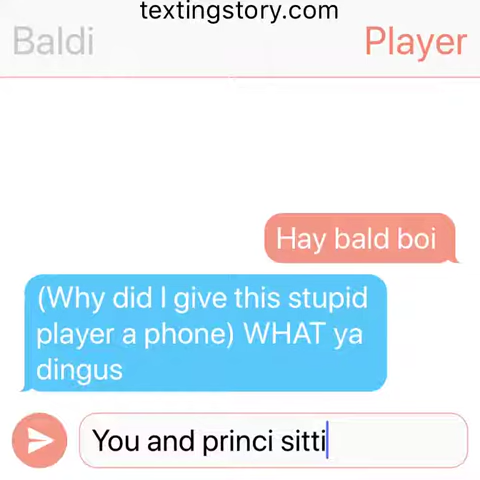 textingstory.com
Baldi
Player
Hay bald boi
(Why did I give this stupid
player a phone) WHAT ya
dingus
You and princi sitti